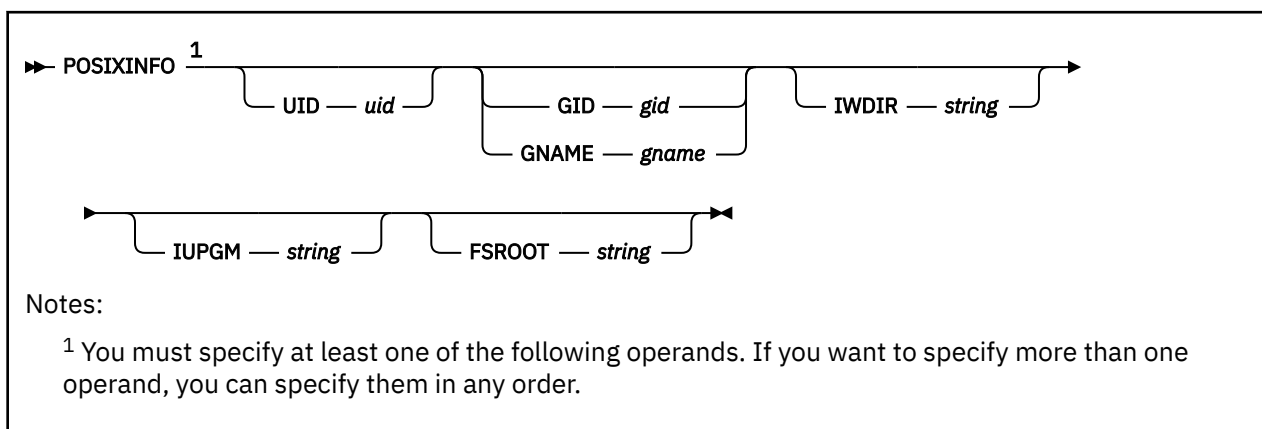 POSIXINFO 1
UID uid GID gid IWDIR string
GNAME gname
IUPGM string FSROOT string
Notes:
1 You must specify at least one of the following operands. If you want to specify more than one
operand, you can specify them in any order.